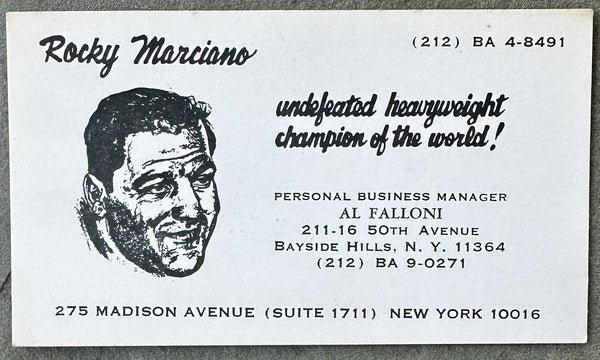 Rocky Marciano
(212) BA 4-8491
undefeated heavyweight
champion of the world!
PERSONAL BUSINESS MANAGER
AL FALLONI
211-16 50TH AVENUE
BAYSIDE HILLS, N. Y. 11364
(212) BA 9-0271
275 MADISON AVENUE (SUITE 1711) NEW YORK 10016